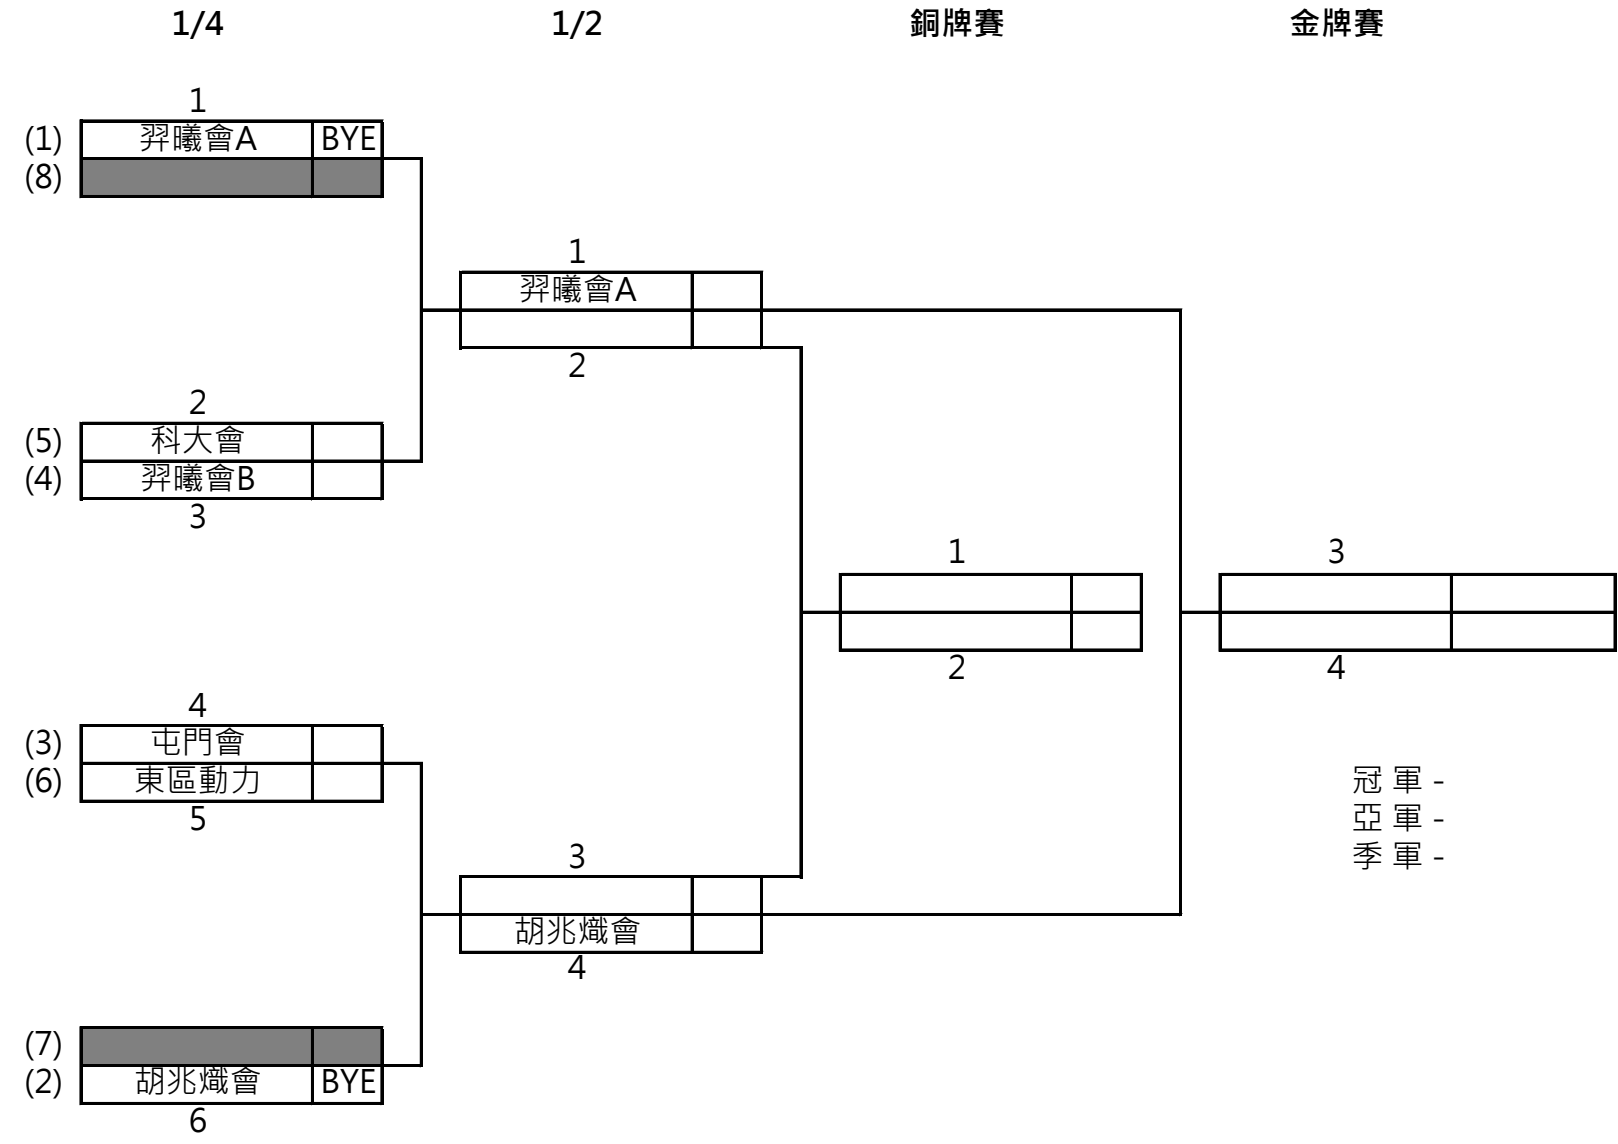 1/4 1/2 銅牌賽 金牌賽
1
(1) 羿曦會A BYE
(8)
1
羿曦會A
2
2
(5) 科大會
(4) 羿曦會B
3
1 3
2 4
4
(3) 屯門會
(6) 東區動力
5
冠 軍 -
亞 軍 -
季 軍 -
3
胡兆熾會
4
(7)
(2) 胡兆熾會 BYE
6